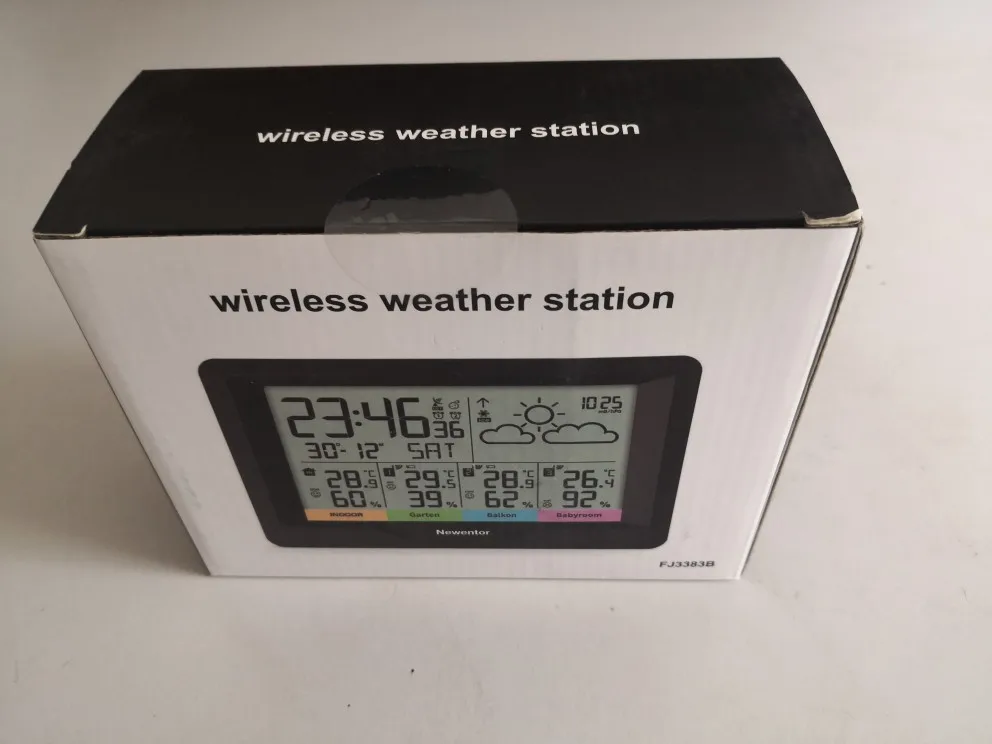 wireless weather station
wireless weather station
23:46 36
1025
30- 12- SAT
28.9 °C 29.5 °C 28.9 °C 26.4 °C
60 % 39 % 62 % 92 %
INDOOR Garten Balkon Babyroom
Newentor
FJ3383B